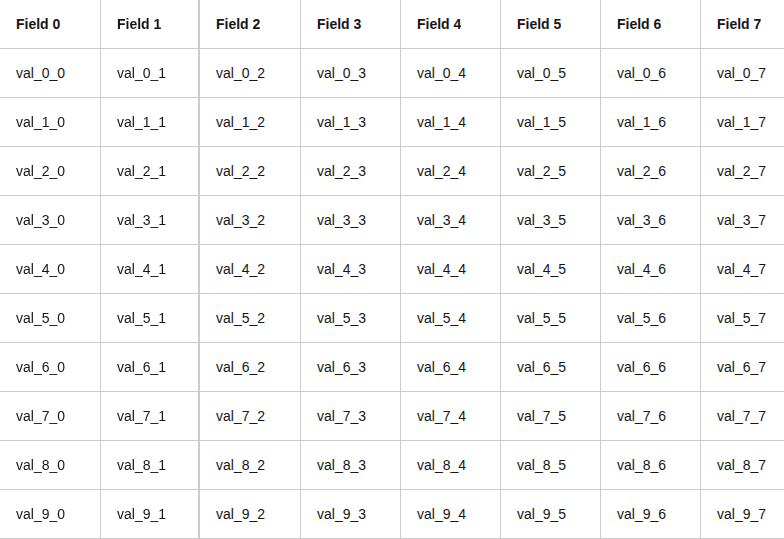 Field 0 Field 1 Field 2 Field 3 Field 4 Field 5 Field 6 Field 7
val_0_0 val_0_1 val_0_2 val_0_3 val_0_4 val_0_5 val_0_6 val_0_7
val_1_0 val_1_1 val_1_2 val_1_3 val_1_4 val_1_5 val_1_6 val_1_7
val_2_0 val_2_1 val_2_2 val_2_3 val_2_4 val_2_5 val_2_6 val_2_7
val_3_0 val_3_1 val_3_2 val_3_3 val_3_4 val_3_5 val_3_6 val_3_7
val_4_0 val_4_1 val_4_2 val_4_3 val_4_4 val_4_5 val_4_6 val_4_7
val_5_0 val_5_1 val_5_2 val_5_3 val_5_4 val_5_5 val_5_6 val_5_7
val_6_0 val_6_1 val_6_2 val_6_3 val_6_4 val_6_5 val_6_6 val_6_7
val_7_0 val_7_1 val_7_2 val_7_3 val_7_4 val_7_5 val_7_6 val_7_7
val_8_0 val_8_1 val_8_2 val_8_3 val_8_4 val_8_5 val_8_6 val_8_7
val_9_0 val_9_1 val_9_2 val_9_3 val_9_4 val_9_5 val_9_6 val_9_7